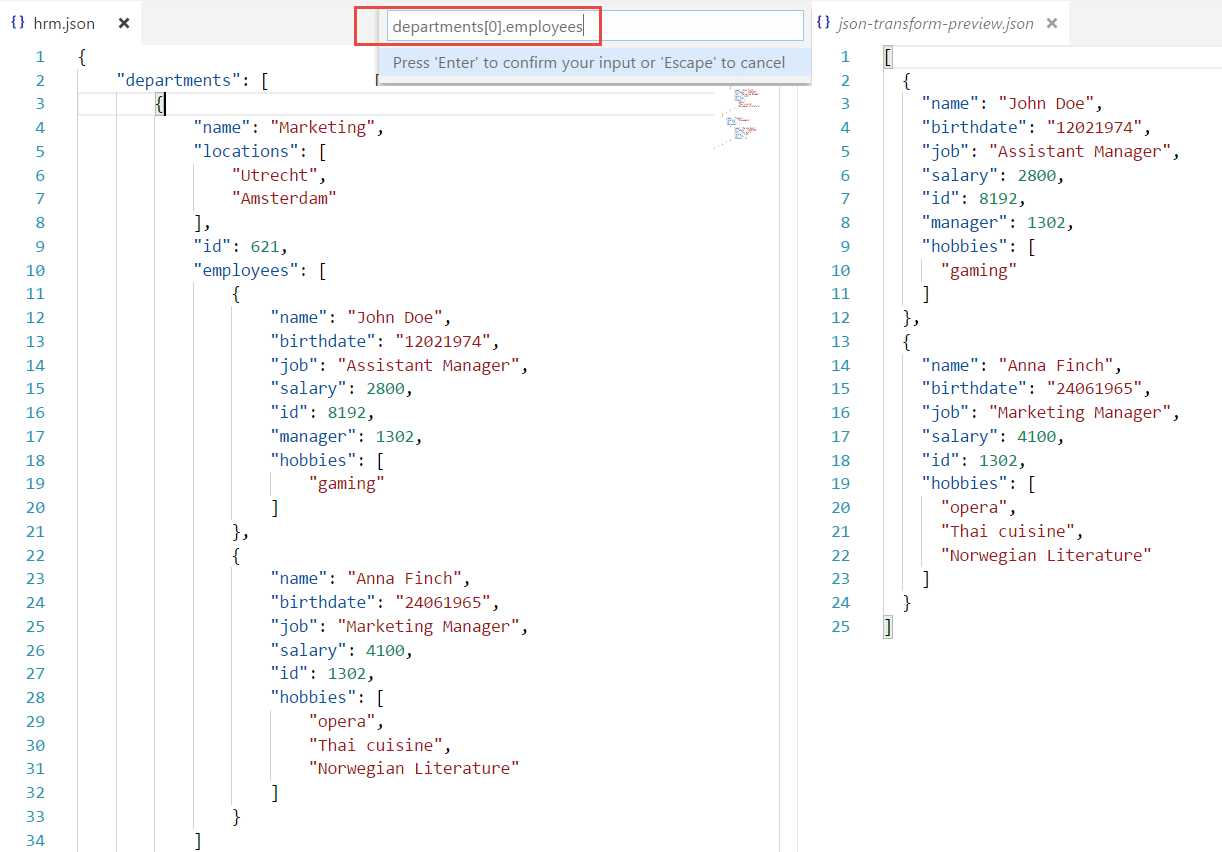 {} hrm.json ×
departments[0].employees
Press 'Enter' to confirm your input or 'Escape' to cancel
1 {
2 "departments": [
3 {
4 "name": "Marketing",
5 "locations": [
6 "Utrecht",
7 "Amsterdam"
8 ],
9 "id": 621,
10 "employees": [
11 {
12 "name": "John Doe",
13 "birthdate": "12021974",
14 "job": "Assistant Manager",
15 "salary": 2800,
16 "id": 8192,
17 "manager": 1302,
18 "hobbies": [
19 "gaming"
20 ]
21 },
22 {
23 "name": "Anna Finch",
24 "birthdate": "24061965",
25 "job": "Marketing Manager",
26 "salary": 4100,
27 "id": 1302,
28 "hobbies": [
29 "opera",
30 "Thai cuisine",
31 "Norwegian Literature"
32 ]
33 }
34 ]
{} json-transform-preview.json ×
1 [
2 {
3 "name": "John Doe",
4 "birthdate": "12021974",
5 "job": "Assistant Manager",
6 "salary": 2800,
7 "id": 8192,
8 "manager": 1302,
9 "hobbies": [
10 "gaming"
11 ]
12 },
13 {
14 "name": "Anna Finch",
15 "birthdate": "24061965",
16 "job": "Marketing Manager",
17 "salary": 4100,
18 "id": 1302,
19 "hobbies": [
20 "opera",
21 "Thai cuisine",
22 "Norwegian Literature"
23 ]
24 }
25 ]